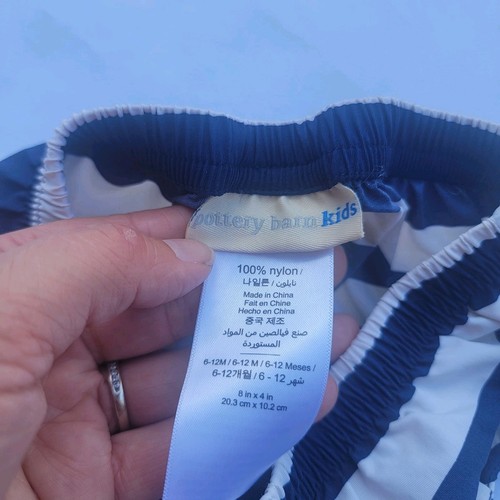 pottery barn kids
100% nylon /
나일론 / نايلون
Made in China
Fait en Chine
Hecho en China
중국 제조
صنع في الصين من المواد
المستوردة
6-12M / 6-12 M / 6-12 Meses /
6-12개월 / 6 - 12 شهر
8 in x 4 in
20.3 cm x 10.2 cm